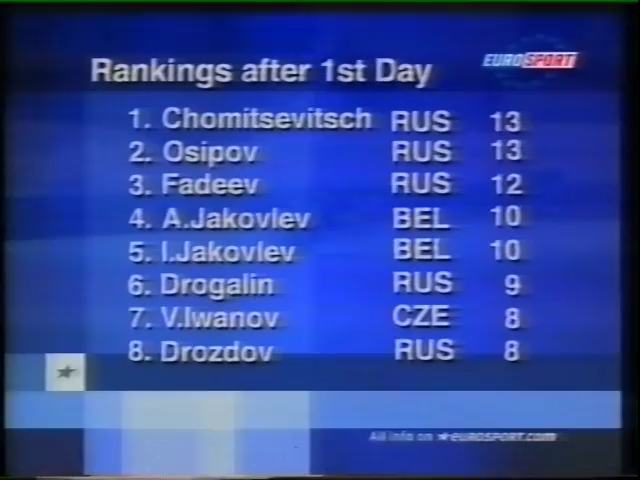 Rankings after 1st Day
EUROSPORT
1. Chomitsevitsch RUS 13
2. Osipov RUS 13
3. Fadeev RUS 12
4. A.Jakovlev BEL 10
5. I.Jakovlev BEL 10
6. Drogalin RUS 9
7. V.Iwanov CZE 8
8. Drozdov RUS 8
All info on EUROSPORT.COM